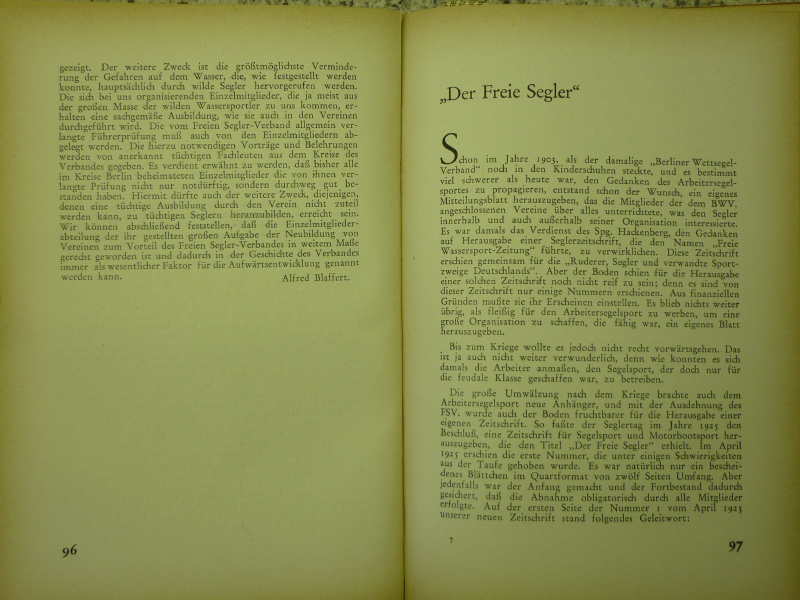 gezeigt. Der weitere Zweck ist die größtmöglichste Verminde-
rung der Gefahren auf dem Wasser, die, wie festgestellt werden
konnte, hauptsächlich durch wilde Segler hervorgerufen werden.
Die sich bei uns organisierenden Einzelmitglieder, die ja meist aus
der großen Masse der wilden Wassersportler zu uns kommen, er-
halten eine sachgemäße Ausbildung, wie sie auch in den Vereinen
durchgeführt wird. Die vom Freien Segler-Verband allgemein ver-
langte Führerprüfung muß auch von den Einzelmitgliedern ab-
gelegt werden. Die hierzu notwendigen Vorträge und Belehrungen
werden von anerkannt tüchtigen Fachleuten aus dem Kreise des
Verbandes gegeben. Es verdient erwähnt zu werden, daß bisher alle
im Kreise Berlin beheimateten Einzelmitglieder die von ihnen ver-
langte Prüfung nicht nur notdürftig, sondern durchweg gut be-
standen haben. Hiermit dürfte auch der weitere Zweck, diejenigen,
denen eine tüchtige Ausbildung durch den Verein nicht zuteil
werden kann, zu tüchtigen Seglern heranzubilden, erreicht sein.
Wir können abschließend feststellen, daß die Einzelmitglieder-
abteilung der ihr gestellten großen Aufgabe der Neubildung von
Vereinen zum Vorteil des Freien Segler-Verbandes in weitem Maße
gerecht geworden ist und dadurch in der Geschichte des Verbandes
immer als wesentlicher Faktor für die Aufwärtsentwicklung genannt
werden kann. Alfred Blaffert.
96
„Der Freie Segler“
Schon im Jahre 1903, als der damalige „Berliner Wettsegel-
Verband“ noch in den Kinderschuhen steckte, und es bestimmt
viel schwerer als heute war, den Gedanken des Arbeitersegel-
sportes zu propagieren, entstand schon der Wunsch, ein eigenes
Mitteilungsblatt herauszugeben, das die Mitglieder der dem BWV.
angeschlossenen Vereine über alles unterrichtete, was den Segler
innerhalb und auch außerhalb seiner Organisation interessierte.
Es war damals das Verdienst des Spg. Hackenberg, den Gedanken
auf Herausgabe einer Seglerzeitschrift, die den Namen „Freie
Wassersport-Zeitung“ führte, zu verwirklichen. Diese Zeitschrift
erschien gemeinsam für die „Ruderer, Segler und verwandte Sport-
zweige Deutschlands“. Aber der Boden schien für die Herausgabe
einer solchen Zeitschrift noch nicht reif zu sein; denn es sind von
dieser Zeitschrift nur einige Nummern erschienen. Aus finanziellen
Gründen mußte sie ihr Erscheinen einstellen. Es blieb nichts weiter
übrig, als fleißig für den Arbeitersegelsport zu werben, um eine
große Organisation zu schaffen, die fähig war, ein eigenes Blatt
herauszugeben.
Bis zum Kriege wollte es jedoch nicht recht vorwärtsgehen. Das
ist ja auch nicht weiter verwunderlich, denn wie konnten es sich
damals die Arbeiter anmaßen, den Segelsport, der doch nur für
die feudale Klasse geschaffen war, zu betreiben.
Die große Umwälzung nach dem Kriege brachte auch dem
Arbeitersegelsport neue Anhänger, und mit der Ausdehnung des
FSV. wurde auch der Boden fruchtbarer für die Herausgabe einer
eigenen Zeitschrift. So faßte der Seglertag im Jahre 1925 den
Beschluß, eine Zeitschrift für Segelsport und Motorbootsport her-
auszugeben, die den Titel „Der Freie Segler“ erhielt. Im April
1925 erschien die erste Nummer, die unter einigen Schwierigkeiten
aus der Taufe gehoben wurde. Es war natürlich nur ein beschei-
denes Blättchen im Quartformat von zwölf Seiten Umfang. Aber
jedenfalls war der Anfang gemacht und der Fortbestand dadurch
gesichert, daß die Abnahme obligatorisch durch alle Mitglieder
erfolgte. Auf der ersten Seite der Nummer 1 vom April 1925
unserer neuen Zeitschrift stand folgendes Geleitwort:
7
97